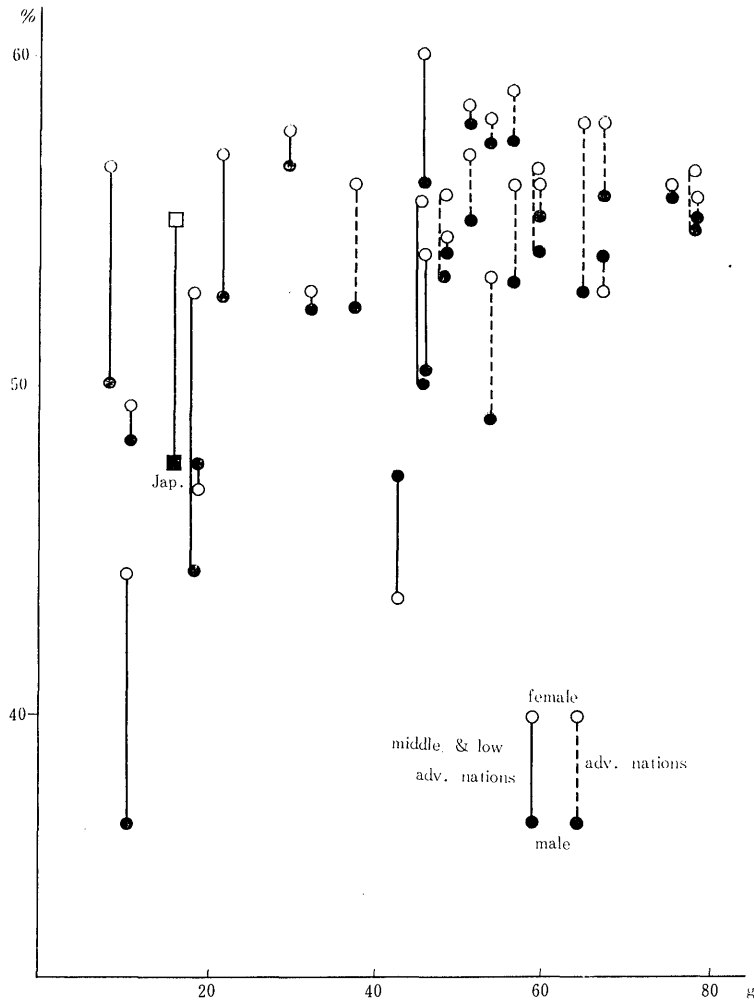 %
60
50
Jap.
40
female
middle & low
adv. nations
adv. nations
male
20
40
60
80
g